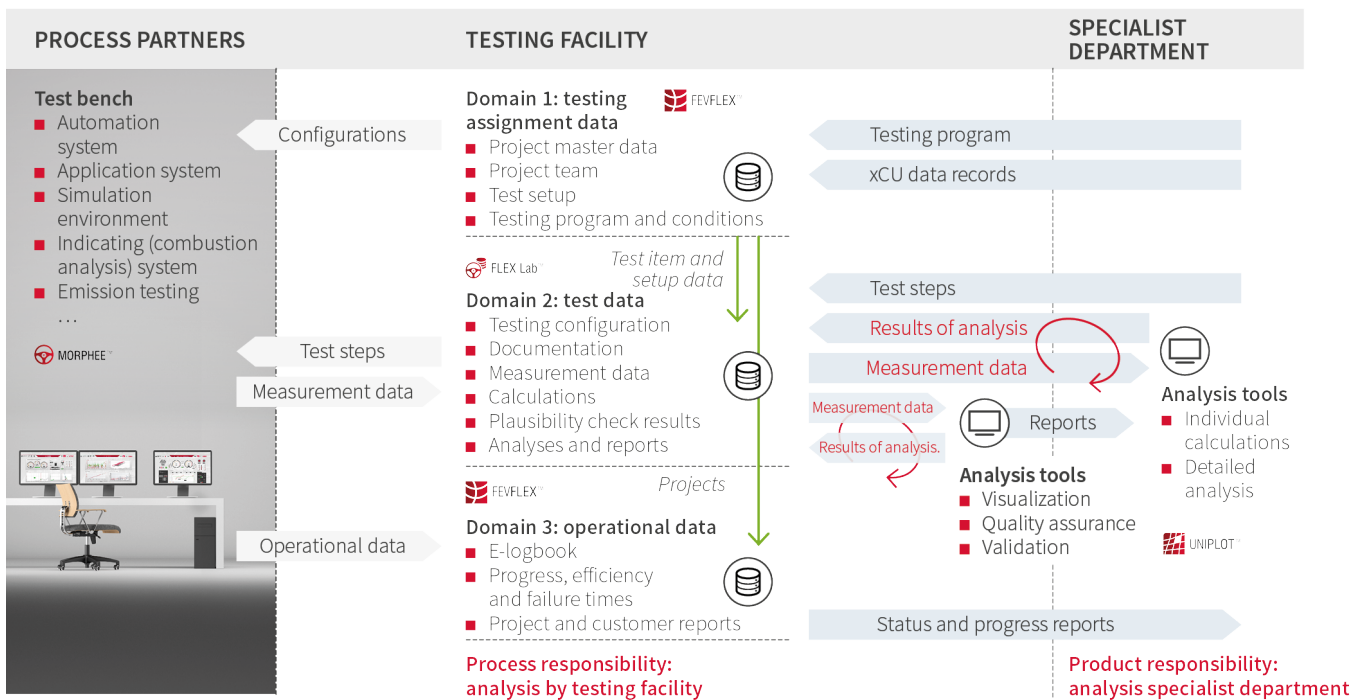 PROCESS PARTNERS
TESTING FACILITY
SPECIALIST
DEPARTMENT
Test bench
Automation
system
Application system
Simulation
environment
Indicating (combustion
analysis) system
Emission testing
...
MORPHEE™
Configurations
Test steps
Measurement data
Operational data
Domain 1: testing
assignment data
FEVFLEX™
Project master data
Project team
Test setup
Testing program and conditions
FLEX Lab™
Test item and
setup data
Domain 2: test data
Testing configuration
Documentation
Measurement data
Calculations
Plausibility check results
Analyses and reports
FEVFLEX™
Projects
Domain 3: operational data
E-logbook
Progress, efficiency
and failure times
Project and customer reports
Process responsibility:
analysis by testing facility
Testing program
xCU data records
Test steps
Results of analysis
Measurement data
Measurement data
Results of analysis.
Reports
Analysis tools
Visualization
Quality assurance
Validation
Analysis tools
Individual
calculations
Detailed
analysis
UNIPLOT™
Status and progress reports
Product responsibility:
analysis specialist department